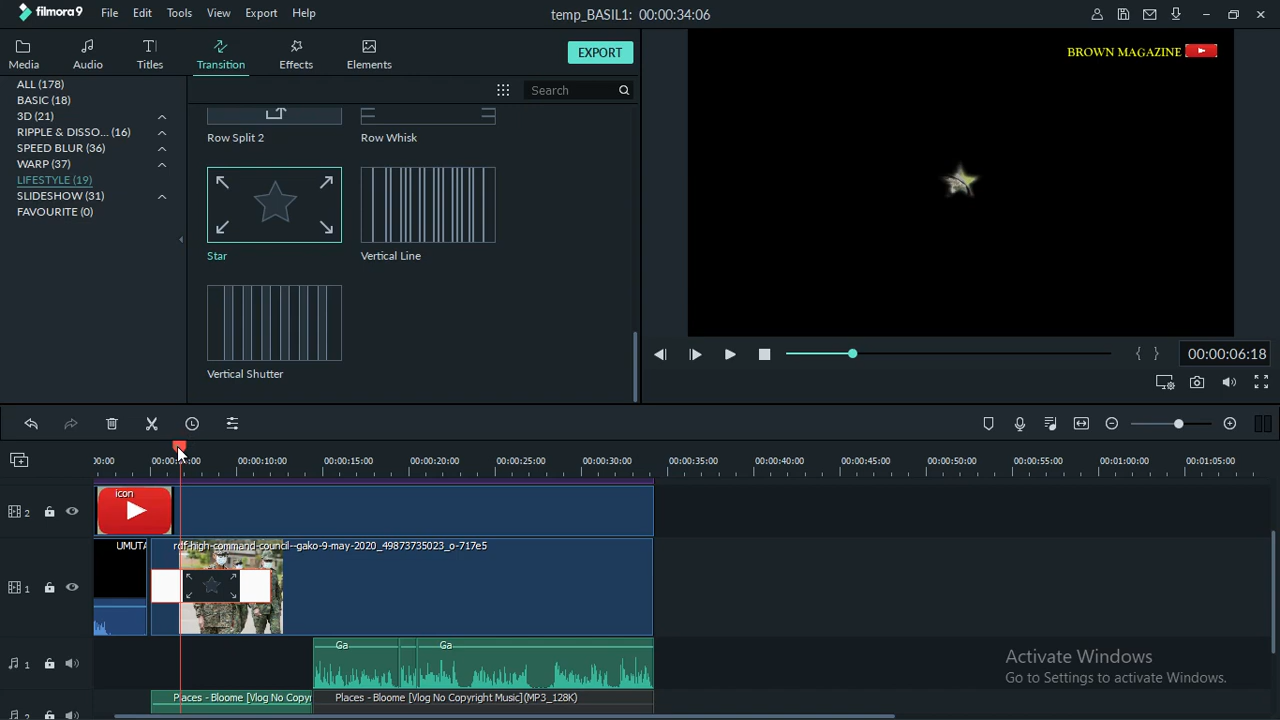 filmora9 File Edit Tools View Export Help temp_BASIL1: 00:00:34:06
Media Audio Titles Transition Effects Elements EXPORT
ALL (178)
BASIC (18)
3D (21)
RIPPLE & DISSO... (16)
SPEED BLUR (36)
WARP (37)
LIFESTYLE (19)
SLIDESHOW (31)
FAVOURITE (0)
Search
Row Split 2 Row Whisk
Star Vertical Line
Vertical Shutter
BROWN MAGAZINE
{ } 00:00:06:18
00:00:10:00 00:00:15:00 00:00:20:00 00:00:25:00 00:00:30:00 00:00:35:00 00:00:40:00 00:00:45:00 00:00:50:00 00:00:55:00 00:01:00:00 00:01:05:00
2 icon
UMUTA rdf-high-command-council--gako-9-may-2020_49873735023_o-717e5
1
1 Ga Ga
Places - Bloome [Vlog No Copyri Places - Bloome [Vlog No Copyright Music](MP3_128K)
2
Activate Windows
Go to Settings to activate Windows.